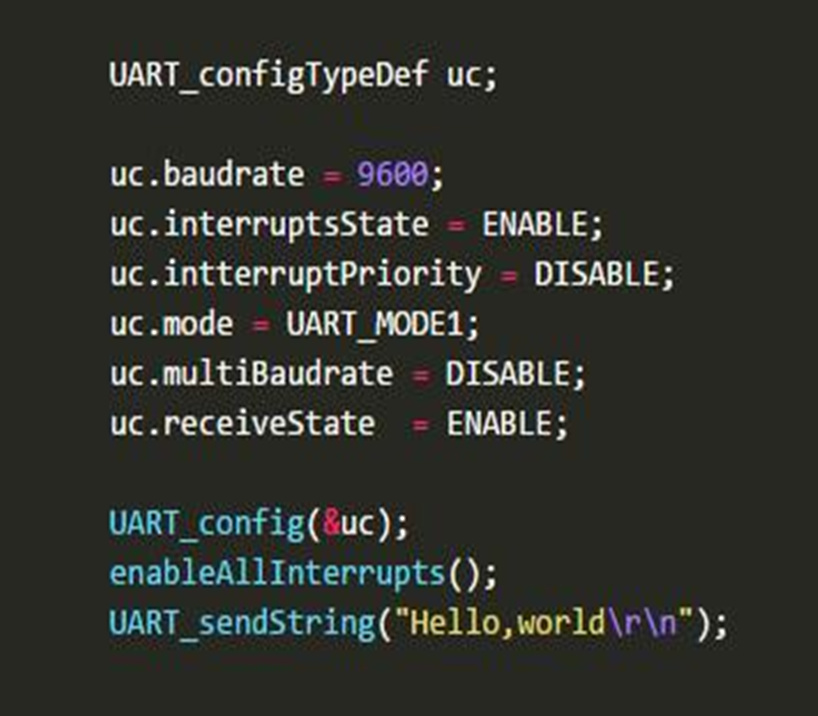 UART_configTypeDef uc;
uc.baudrate = 9600;
uc.interruptsState = ENABLE;
uc.intterruptPriority = DISABLE;
uc.mode = UART_MODE1;
uc.multiBaudrate = DISABLE;
uc.receiveState  = ENABLE;
UART_config(&uc);
enableAllInterrupts();
UART_sendString("Hello,world\r\n");